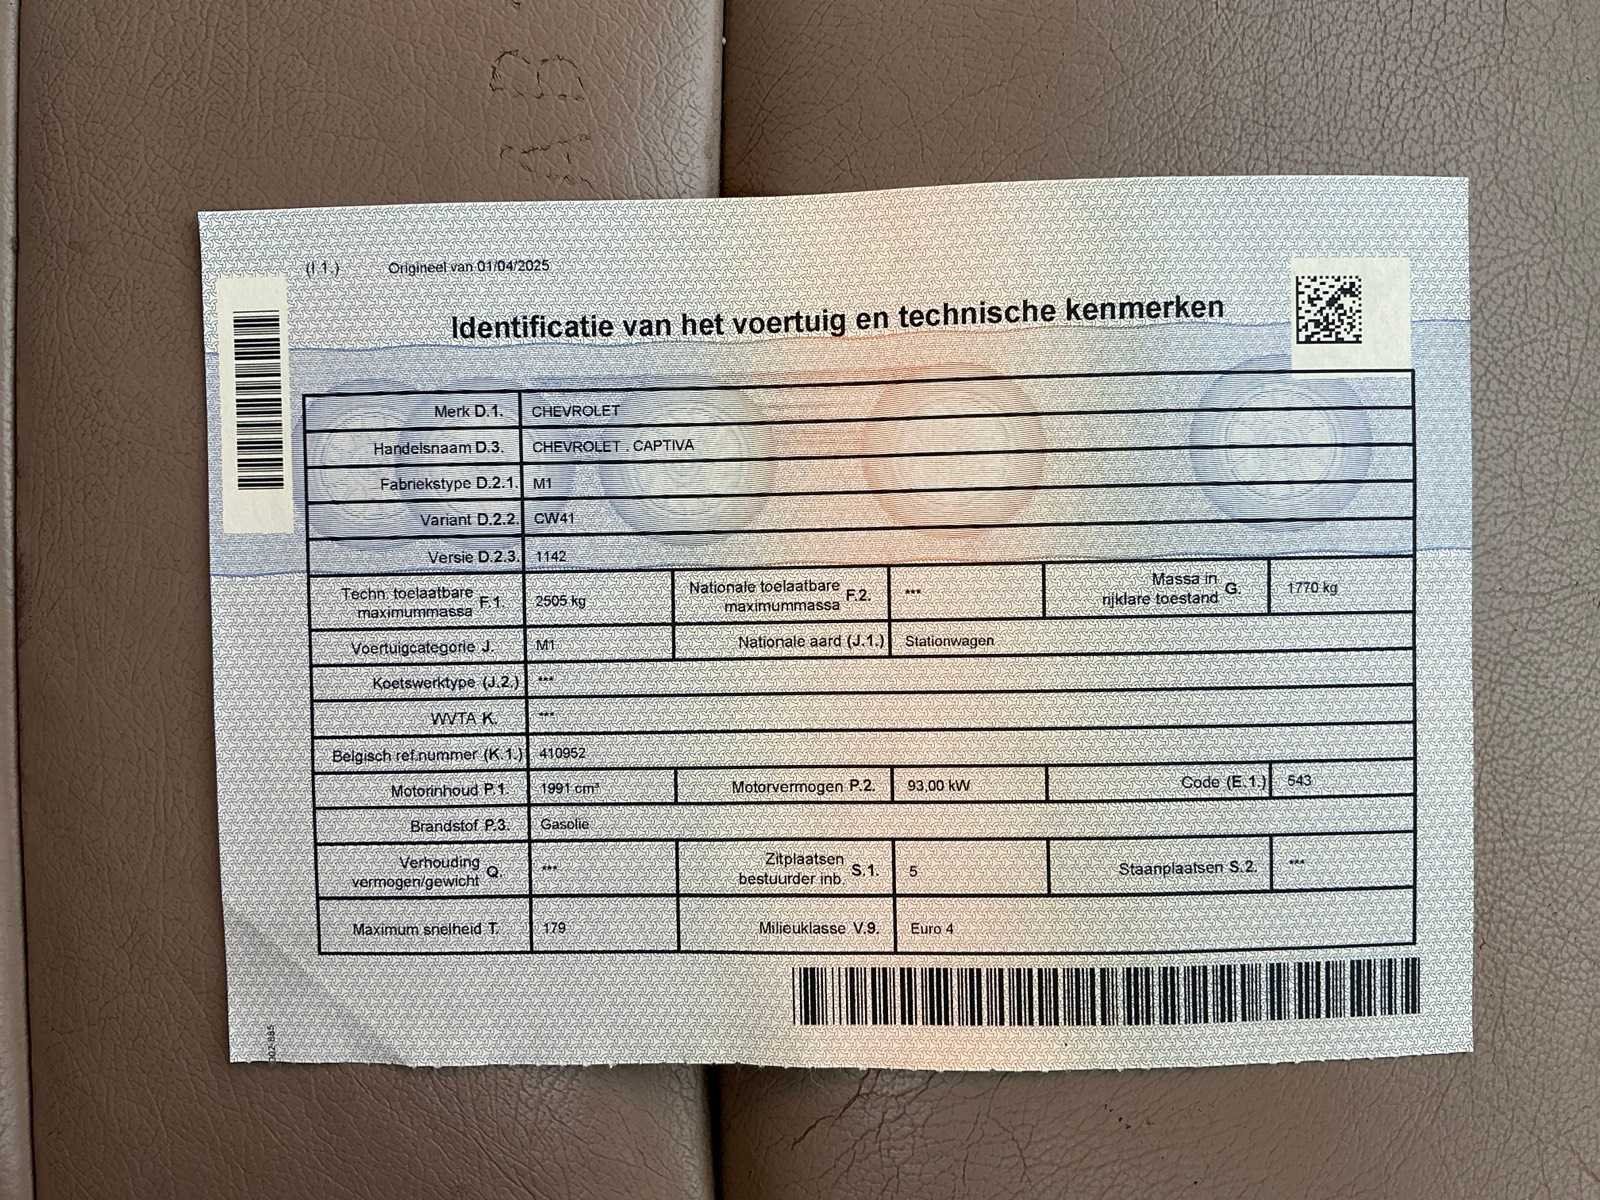 (I.1.) Origineel van 01/04/2025
Identificatie van het voertuig en technische kenmerken
Merk D.1. CHEVROLET
Handelsnaam D.3. CHEVROLET . CAPTIVA
Fabriekstype D.2.1. M1
Variant D.2.2. CW41
Versie D.2.3. 1142
Techn. toelaatbare maximummassa F.1. 2505 kg Nationale toelaatbare maximummassa F.2. *** Massa in rijklare toestand G. 1770 kg
Voertuigcategorie J. M1 Nationale aard (J.1.) Stationwagen
Koetswerktype (J.2.) ***
WVTA K. ***
Belgisch ref.nummer (K.1.) 410952
Motorinhoud P.1. 1991 cm³ Motorvermogen P.2. 93,00 kW Code (E.1.) 543
Brandstof P.3. Gasolie
Verhouding vermogen/gewicht Q. *** Zitplaatsen bestuurder inb. S.1. 5 Staanplaatsen S.2. ***
Maximum snelheid T. 179 Milieuklasse V.9. Euro 4